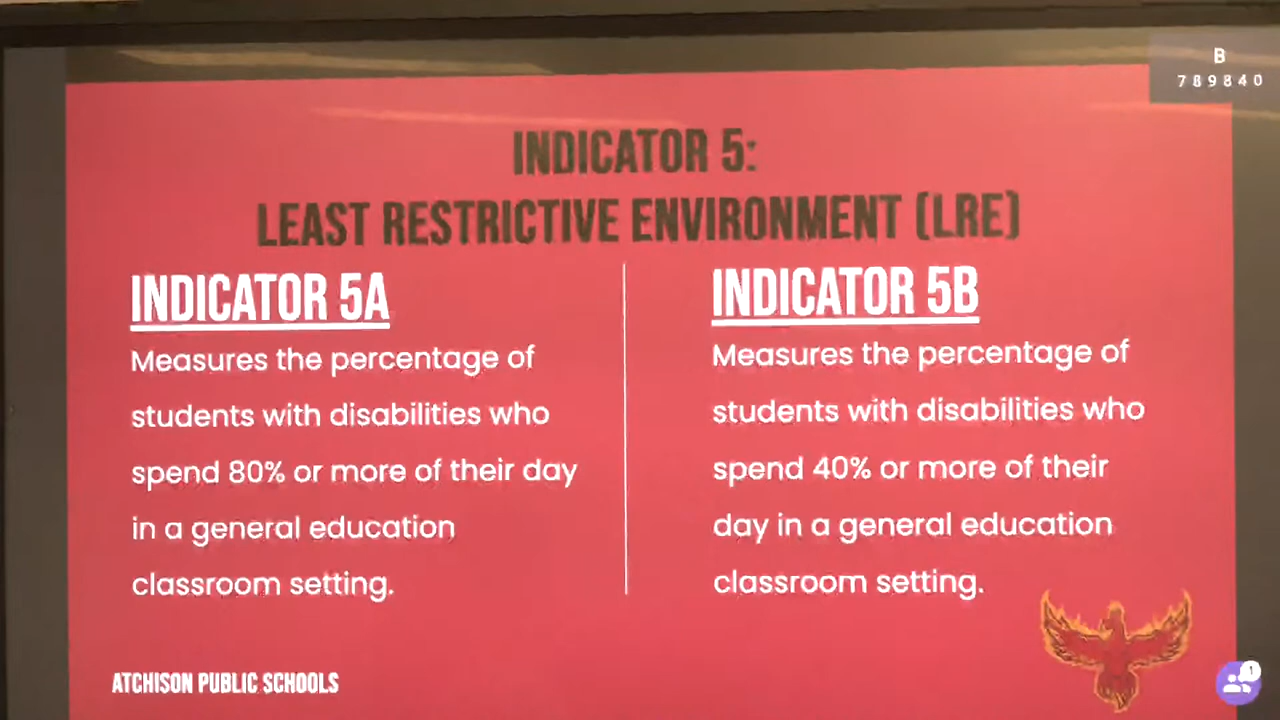 B
789840
INDICATOR 5:
LEAST RESTRICTIVE ENVIRONMENT (LRE)
INDICATOR 5A
Measures the percentage of
students with disabilities who
spend 80% or more of their day
in a general education
classroom setting.
INDICATOR 5B
Measures the percentage of
students with disabilities who
spend 40% or more of their
day in a general education
classroom setting.
ATCHISON PUBLIC SCHOOLS
1